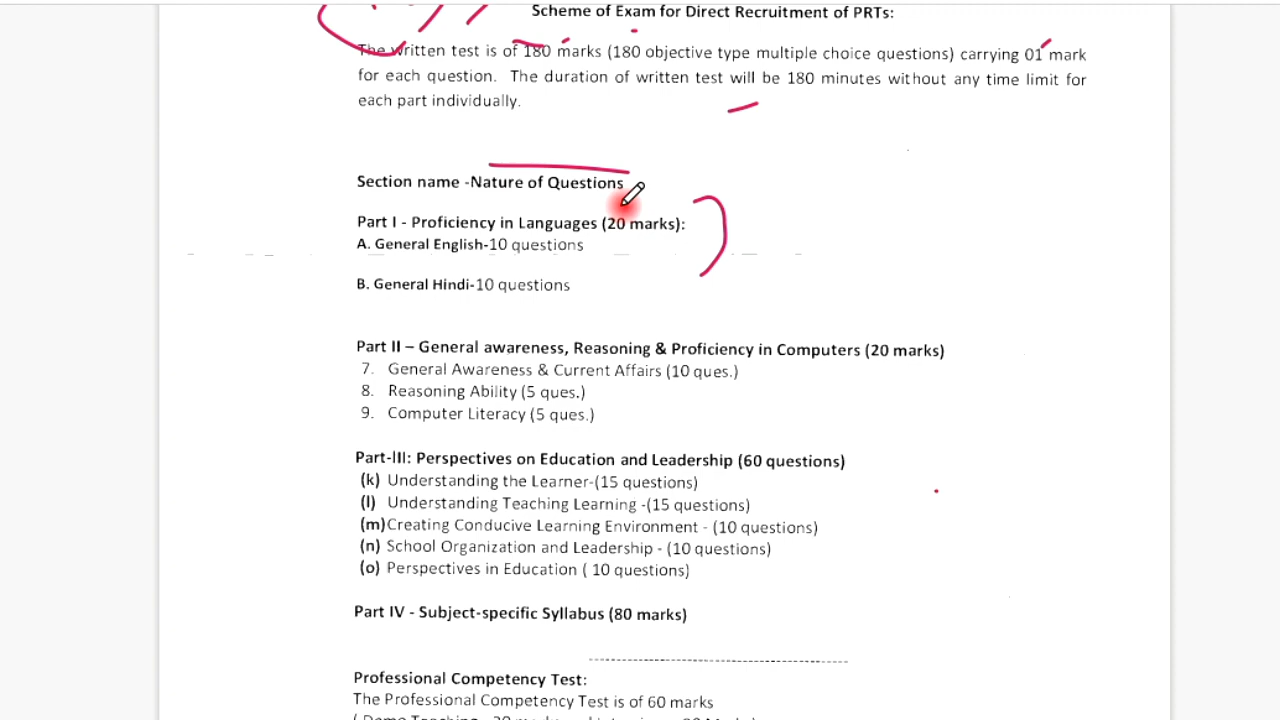 Scheme of Exam for Direct Recruitment of PRTs:
The written test is of 180 marks (180 objective type multiple choice questions) carrying 01 mark
for each question. The duration of written test will be 180 minutes without any time limit for
each part individually.
Section name -Nature of Questions
Part I - Proficiency in Languages (20 marks):
A. General English-10 questions
B. General Hindi-10 questions
Part II – General awareness, Reasoning & Proficiency in Computers (20 marks)
7. General Awareness & Current Affairs (10 ques.)
8. Reasoning Ability (5 ques.)
9. Computer Literacy (5 ques.)
Part-III: Perspectives on Education and Leadership (60 questions)
(k) Understanding the Learner-(15 questions)
(l) Understanding Teaching Learning -(15 questions)
(m)Creating Conducive Learning Environment - (10 questions)
(n) School Organization and Leadership - (10 questions)
(o) Perspectives in Education ( 10 questions)
Part IV - Subject-specific Syllabus (80 marks)
Professional Competency Test:
The Professional Competency Test is of 60 marks